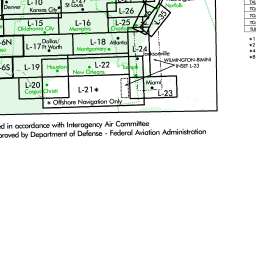 L-10
Denver
Kansas City
St Louis
L-27
L-26
Norfolk
L-35
L-15
Oklahoma City
L-16
Memphis
L-25
L-6N
L-17
Dallas/
Ft Worth
L-18
Montgomery
Atlanta
L-24
Jacksonville
WILMINGTON-BIMINI
INSET L-23
L-6S
L-19
Houston
L-22
New Orleans
Tampa
L-20
Corpus Christi
L-21*
Miami
L-23
* Offshore Navigation Only
ed in accordance with Interagency Air Committee
proved by Department of Defense - Federal Aviation Administration